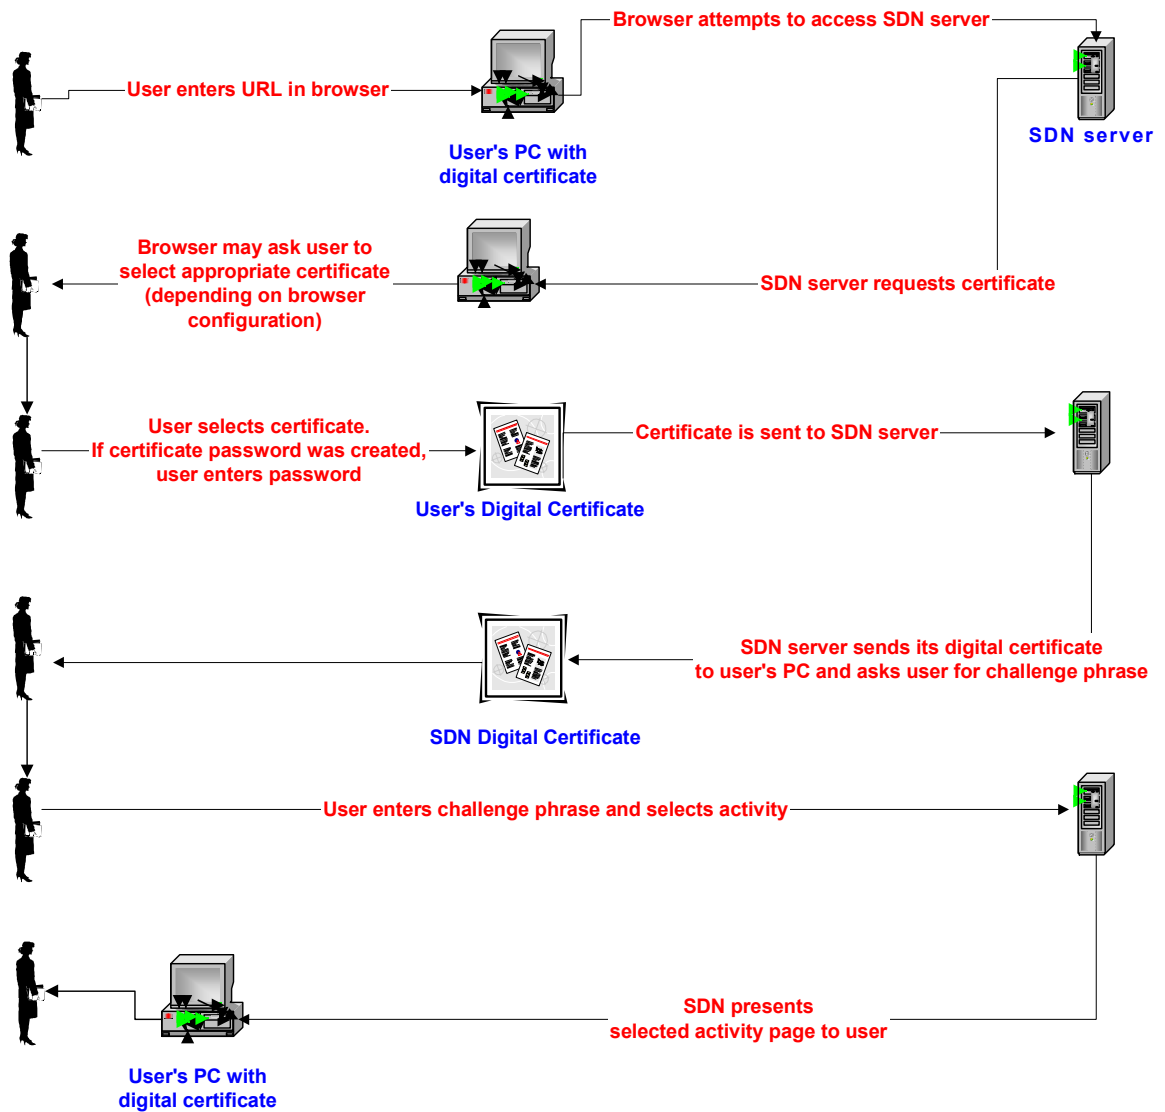 Browser attempts to access SDN server
User enters URL in browser
SDN server
User's PC with
digital certificate
Browser may ask user to
select appropriate certificate
(depending on browser
configuration)
SDN server requests certificate
User selects certificate.
If certificate password was created,
user enters password
Certificate is sent to SDN server
User's Digital Certificate
SDN server sends its digital certificate
to user's PC and asks user for challenge phrase
SDN Digital Certificate
User enters challenge phrase and selects activity
SDN presents
selected activity page to user
User's PC with
digital certificate